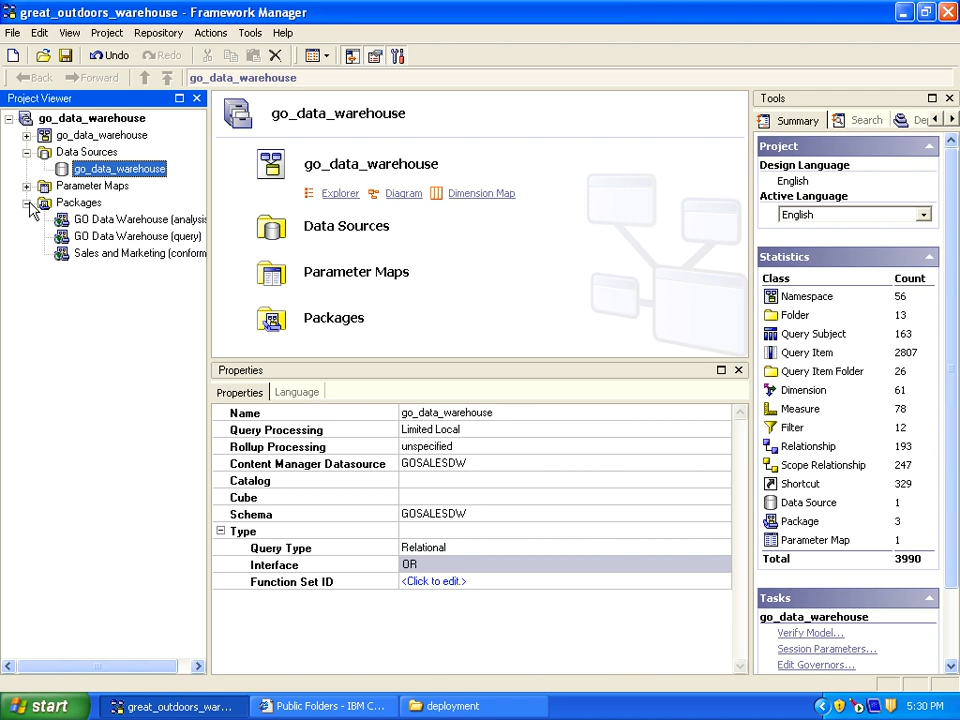 great_outdoors_warehouse - Framework Manager
File Edit View Project Repository Actions Tools Help
Undo Redo
Back Forward go_data_warehouse
Project Viewer
go_data_warehouse
go_data_warehouse
Data Sources
go_data_warehouse
Parameter Maps
Packages
GO Data Warehouse (analysis
GO Data Warehouse (query)
Sales and Marketing (conform
go_data_warehouse
go_data_warehouse
Explorer Diagram Dimension Map
Data Sources
Parameter Maps
Packages
Properties
Properties Language
Name go_data_warehouse
Query Processing Limited Local
Rollup Processing unspecified
Content Manager Datasource GOSALESDW
Catalog
Cube
Schema GOSALESDW
Type
Query Type Relational
Interface OR
Function Set ID <Click to edit.>
Tools
Summary Search De
Project
Design Language
English
Active Language
English
Statistics
Class Count
Namespace 56
Folder 13
Query Subject 163
Query Item 2807
Query Item Folder 26
Dimension 61
Measure 78
Filter 12
Relationship 193
Scope Relationship 247
Shortcut 329
Data Source 1
Package 3
Parameter Map 1
Total 3990
Tasks
go_data_warehouse
Verify Model...
Session Parameters...
Edit Governors...
start great_outdoors_war... Public Folders - IBM C... deployment 5:30 PM